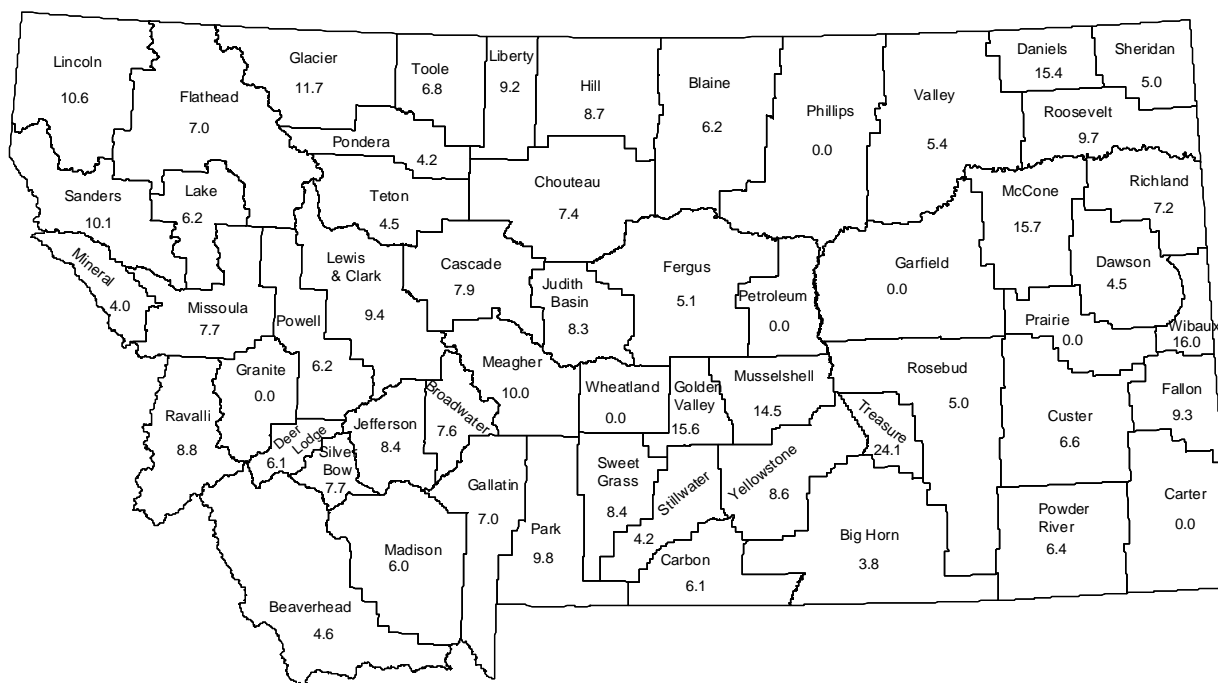 Lincoln
10.6
Flathead
7.0
Glacier
11.7
Toole
6.8
Liberty
9.2
Hill
8.7
Blaine
6.2
Phillips
0.0
Valley
5.4
Daniels
15.4
Sheridan
5.0
Roosevelt
9.7
Pondera
4.2
Teton
4.5
Chouteau
7.4
Sanders
10.1
Lake
6.2
McCone
15.7
Richland
7.2
Mineral
4.0
Missoula
7.7
Powell
6.2
Lewis
& Clark
9.4
Cascade
7.9
Judith
Basin
8.3
Fergus
5.1
Petroleum
0.0
Garfield
0.0
Dawson
4.5
Prairie
0.0
Wibaux
16.0
Granite
0.0
Ravalli
8.8
Deer
Lodge
6.1
Silver
Bow
7.7
Jefferson
8.4
Broadwater
7.6
Meagher
10.0
Wheatland
0.0
Golden
Valley
15.6
Musselshell
14.5
Treasure
24.1
Rosebud
5.0
Custer
6.6
Fallon
9.3
Gallatin
7.0
Park
9.8
Sweet
Grass
8.4
Stillwater
4.2
Yellowstone
8.6
Carbon
6.1
Big Horn
3.8
Powder
River
6.4
Carter
0.0
Madison
6.0
Beaverhead
4.6